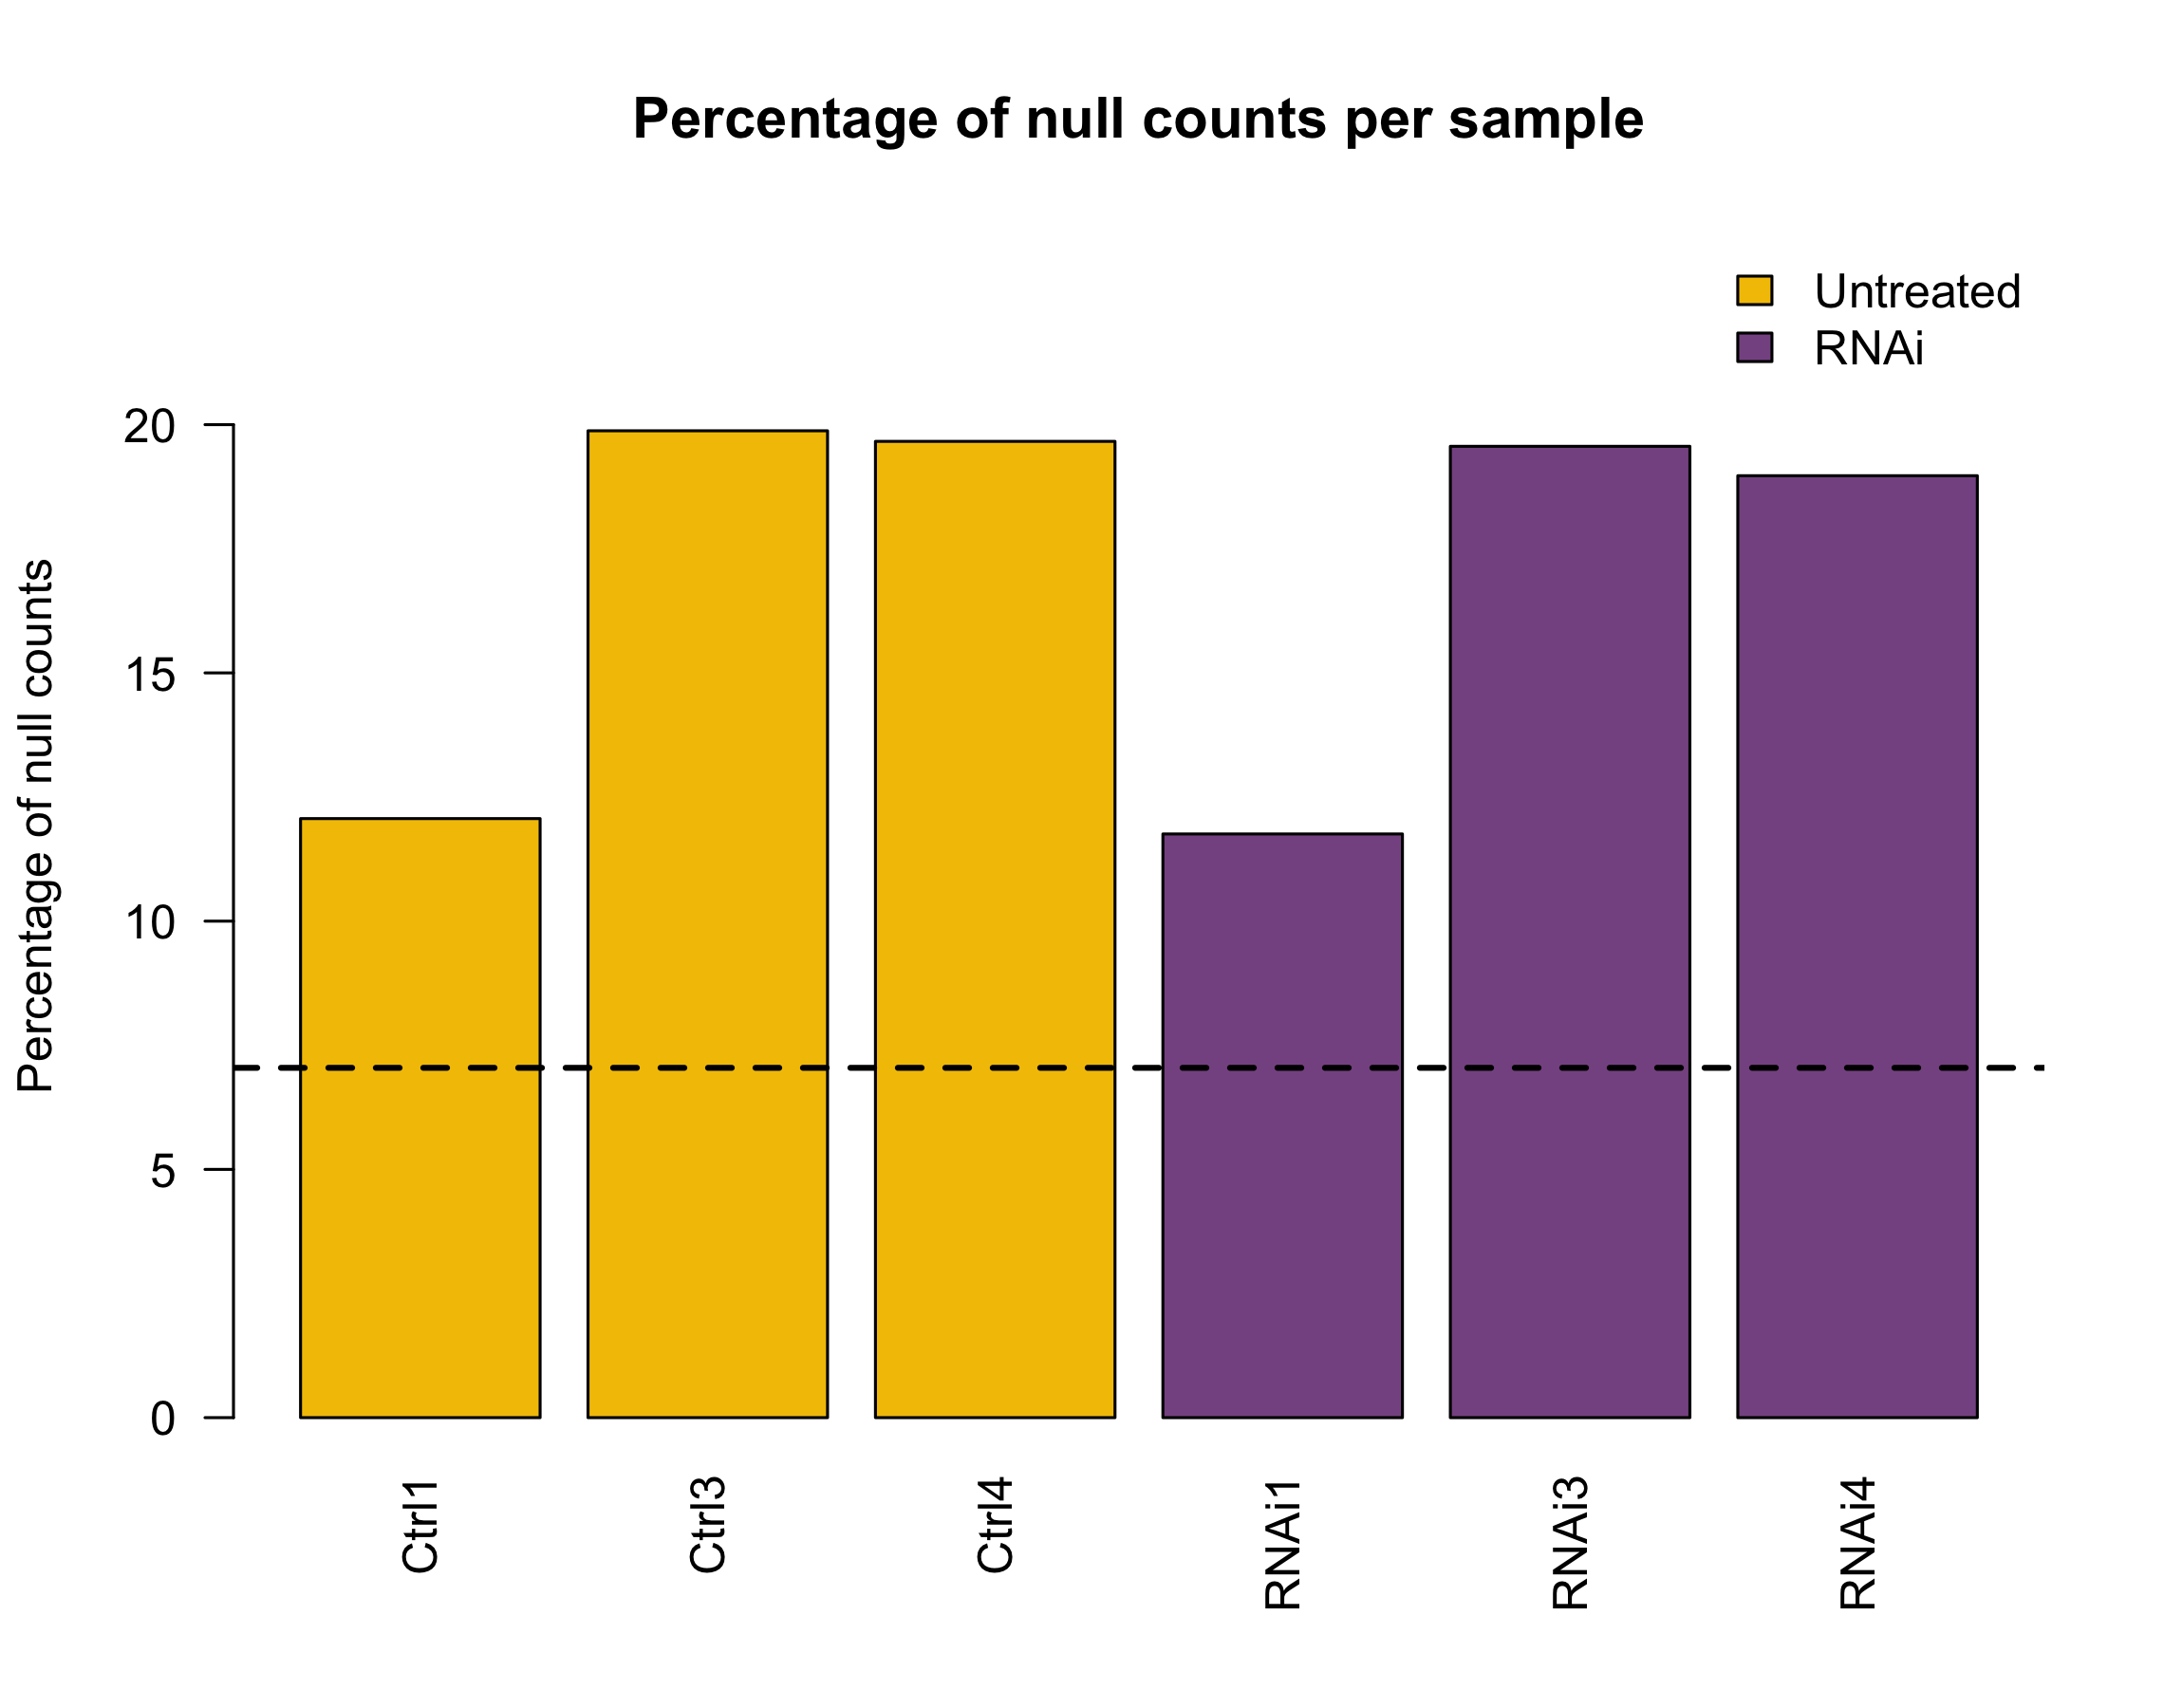 Percentage of null counts per sample
Untreated
RNAi
Percentage of null counts
20
15
10
5
0
Ctrl1
Ctrl3
Ctrl4
RNAi1
RNAi3
RNAi4